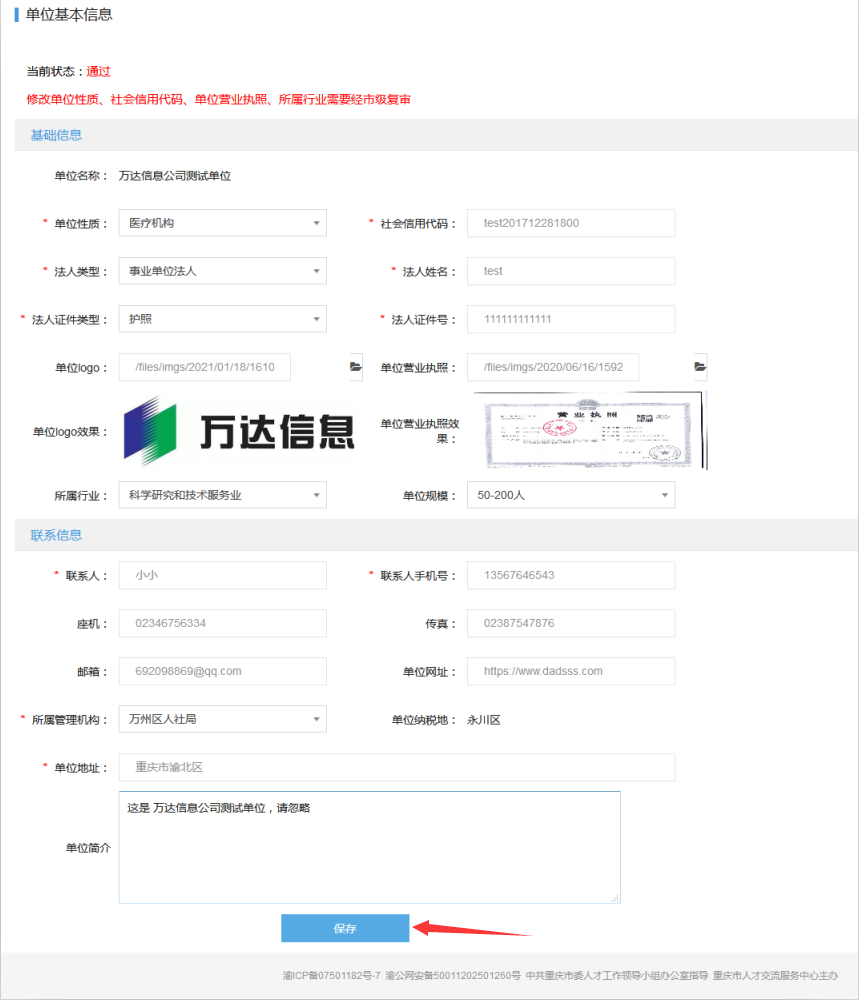 单位基本信息
当前状态：通过
修改单位性质、社会信用代码、单位营业执照、所属行业需要经市级复审
基础信息
单位名称： 万达信息公司测试单位
* 单位性质： 医疗机构 * 社会信用代码： test201712281800
* 法人类型： 事业单位法人 * 法人姓名： test
* 法人证件类型： 护照 * 法人证件号： 111111111111
单位logo： /files/imgs/2021/01/18/1610 单位营业执照： /files/imgs/2020/06/16/1592
单位logo效果： 万达信息 单位营业执照效果： 营业执照
所属行业： 科学研究和技术服务业 单位规模： 50-200人
联系信息
* 联系人： 小小 * 联系人手机号： 13567646543
座机： 02346756334 传真： 02387547876
邮箱： 692098869@qq.com 单位网址： https://www.dadsss.com
* 所属管理机构： 万州区人社局 单位纳税地： 永川区
* 单位地址： 重庆市渝北区
这是 万达信息公司测试单位，请忽略
单位简介
保存
渝ICP备07501182号-7 渝公网安备50011202501260号 中共重庆市委人才工作领导小组办公室指导 重庆市人才交流服务中心主办